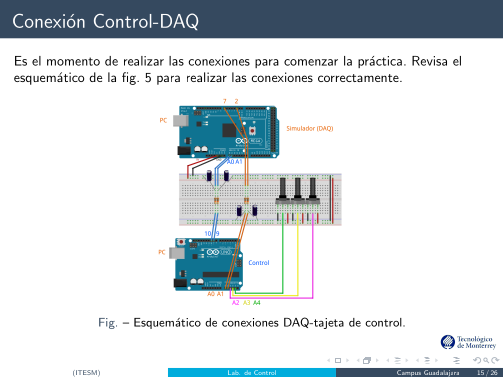 Conexión Control-DAQ
Es el momento de realizar las conexiones para comenzar la práctica. Revisa el
esquemático de la fig. 5 para realizar las conexiones correctamente.
7 2
PC
Simulador (DAQ)
A0 A1
10 9
PC
Control
A0 A1
A2 A3 A4
Fig. – Esquemático de conexiones DAQ-tarjeta de control.
Tecnológico
de Monterrey
(ITESM) Lab. de Control Campus Guadalajara 15 / 26